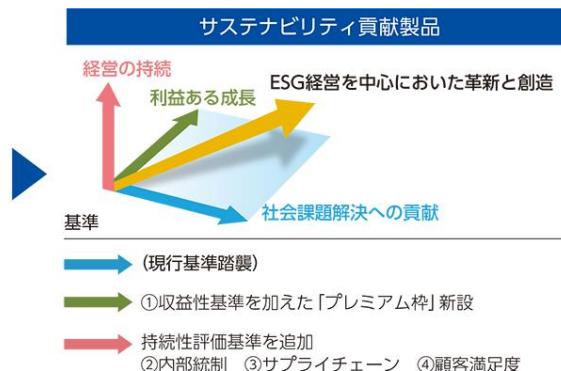 サステナビリティ貢献製品
経営の持続
利益ある成長
ESG経営を中心においた革新と創造
社会課題解決への貢献
基準
(現行基準踏襲)
①収益性基準を加えた「プレミアム枠」新設
持続性評価基準を追加
②内部統制 ③サプライチェーン ④顧客満足度